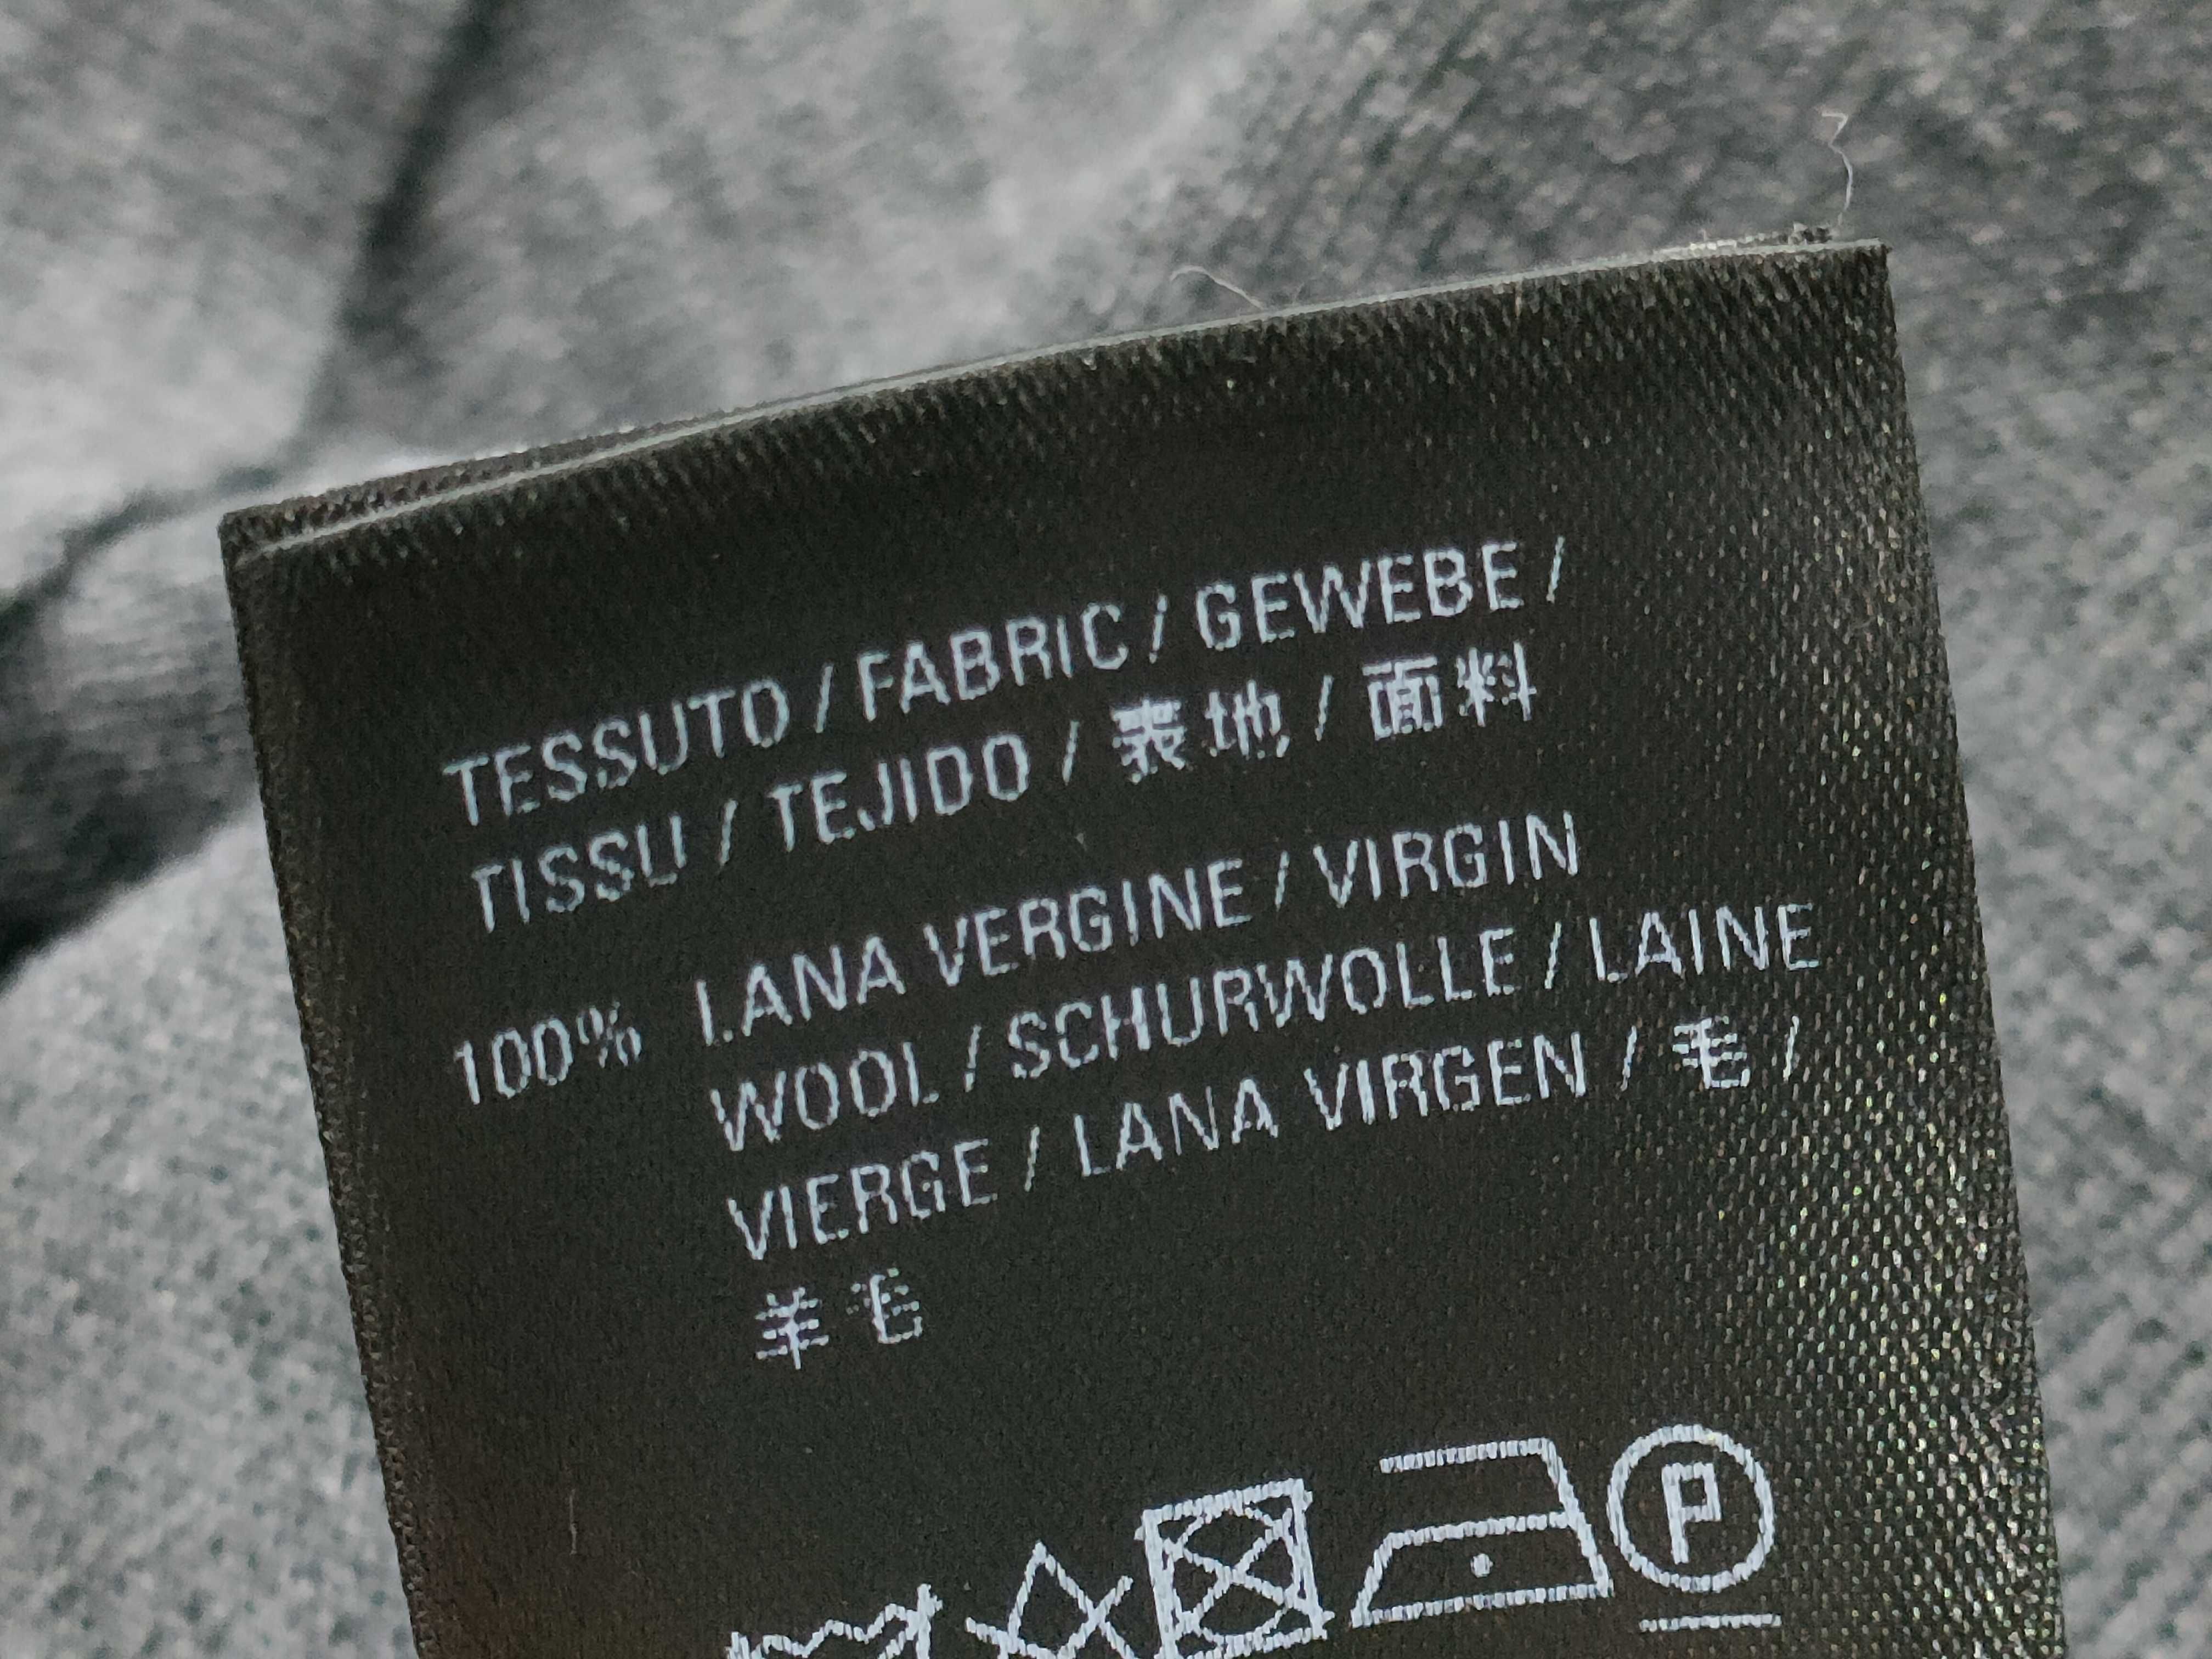 TESSUTO / FABRIC / GEWEBE /
TISSU / TEJIDO / 表地 / 面料
100% LANA VERGINE / VIRGIN
WOOL / SCHURWOLLE / LAINE
VIERGE / LANA VIRGEN / 毛 /
羊毛
P